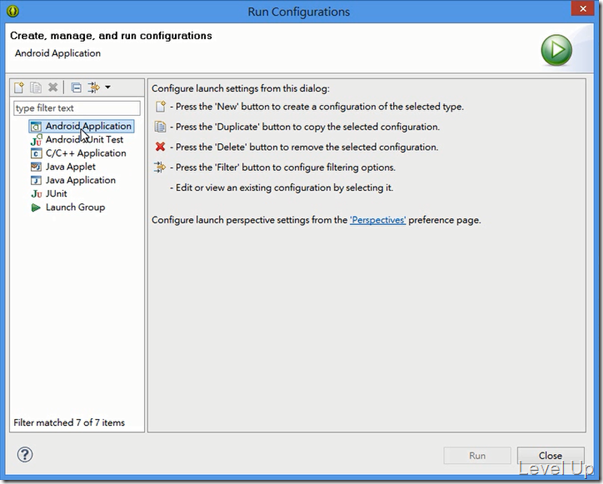 Run Configurations
Create, manage, and run configurations
Android Application
type filter text
Android Application
Android JUnit Test
C/C++ Application
Java Applet
Java Application
JUnit
Launch Group
Filter matched 7 of 7 items
Configure launch settings from this dialog:
- Press the 'New' button to create a configuration of the selected type.
- Press the 'Duplicate' button to copy the selected configuration.
- Press the 'Delete' button to remove the selected configuration.
- Press the 'Filter' button to configure filtering options.
- Edit or view an existing configuration by selecting it.
Configure launch perspective settings from the 'Perspectives' preference page.
Run
Close
Level Up